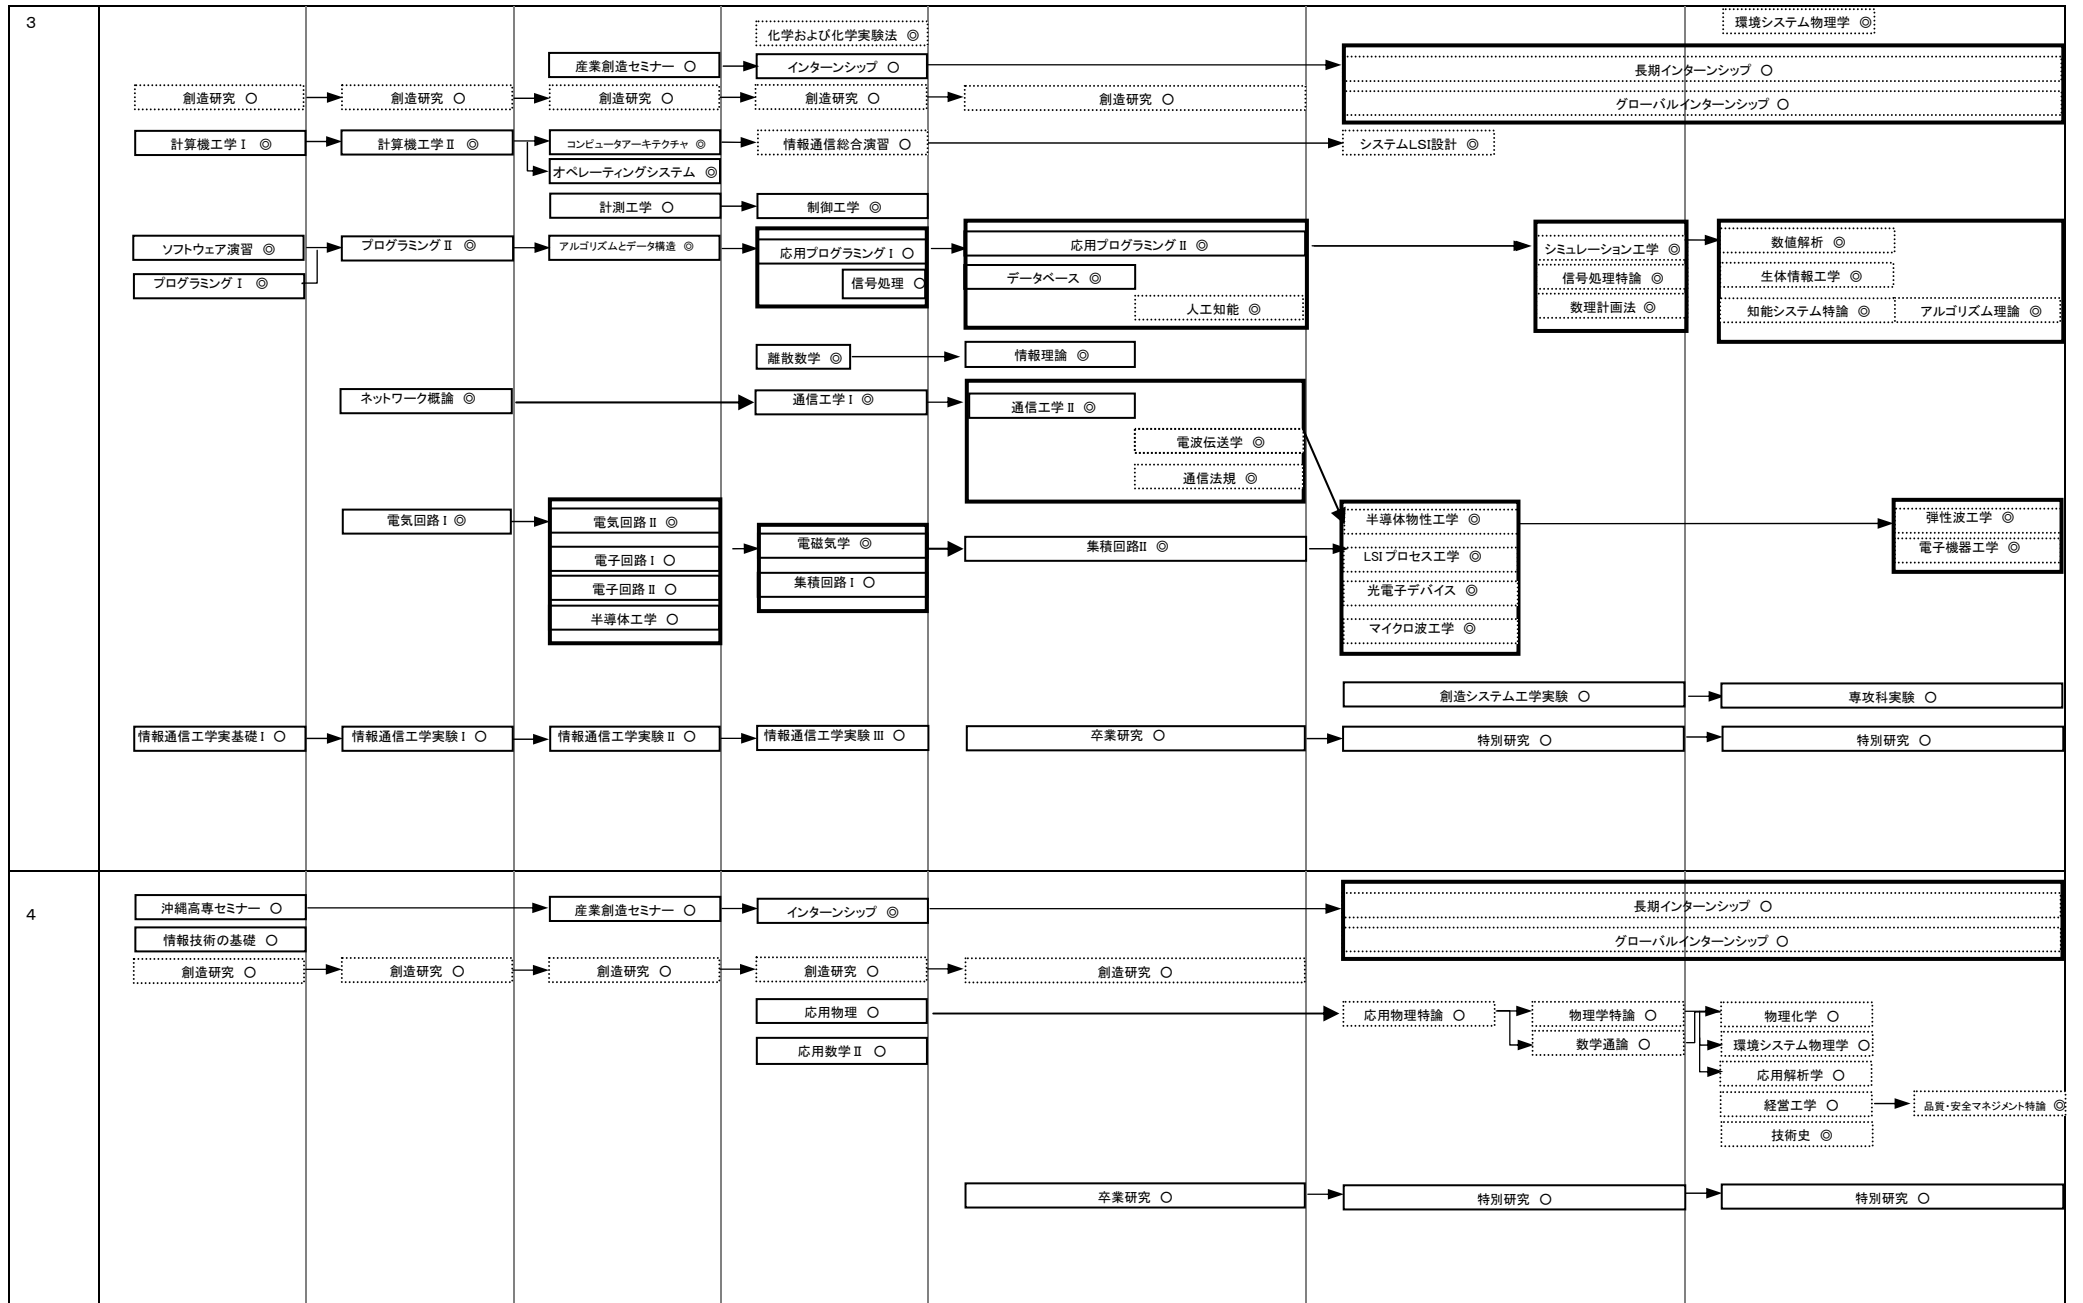 3
環境システム物理学 ◎
化学および化学実験法 ◎
産業創造セミナー ○
インターンシップ ○
長期インターンシップ ○
創造研究 ○
創造研究 ○
創造研究 ○
創造研究 ○
創造研究 ○
グローバルインターンシップ ○
計算機工学Ⅰ ◎
計算機工学Ⅱ ◎
コンピュータアーキテクチャ ◎
情報通信総合演習 ○
システムLSI設計 ◎
オペレーティングシステム ◎
計測工学 ○
制御工学 ◎
ソフトウェア演習 ◎
プログラミングⅡ ◎
アルゴリズムとデータ構造 ◎
応用プログラミングⅠ ○
応用プログラミングⅡ ◎
シミュレーション工学 ◎
数値解析 ◎
プログラミングⅠ ◎
信号処理 ○
データベース ◎
信号処理特論 ◎
生体情報工学 ◎
人工知能 ◎
数理計画法 ◎
知能システム特論 ◎
アルゴリズム理論 ◎
離散数学 ◎
情報理論 ◎
ネットワーク概論 ◎
通信工学Ⅰ ◎
通信工学Ⅱ ◎
電波伝送学 ◎
通信法規 ◎
電気回路Ⅰ ◎
電気回路Ⅱ ◎
半導体物性工学 ◎
弾性波工学 ◎
電磁気学 ◎
集積回路II ◎
電子機器工学 ◎
電子回路Ⅰ ○
LSIプロセス工学 ◎
集積回路Ⅰ ○
電子回路Ⅱ ○
光電子デバイス ◎
半導体工学 ○
マイクロ波工学 ◎
創造システム工学実験 ○
専攻科実験 ○
情報通信工学実基礎Ⅰ ○
情報通信工学実験Ⅰ ○
情報通信工学実験Ⅱ ○
情報通信工学実験Ⅲ ○
卒業研究 ○
特別研究 ○
特別研究 ○
4
沖縄高専セミナー ○
産業創造セミナー ○
インターンシップ ◎
長期インターンシップ ○
情報技術の基礎 ○
グローバルインターンシップ ○
創造研究 ○
創造研究 ○
創造研究 ○
創造研究 ○
創造研究 ○
応用物理 ○
応用物理特論 ○
物理学特論 ○
物理化学 ○
応用数学Ⅱ ○
数学通論 ○
環境システム物理学 ○
応用解析学 ○
経営工学 ○
品質・安全マネジメント特論 ◎
技術史 ◎
卒業研究 ○
特別研究 ○
特別研究 ○